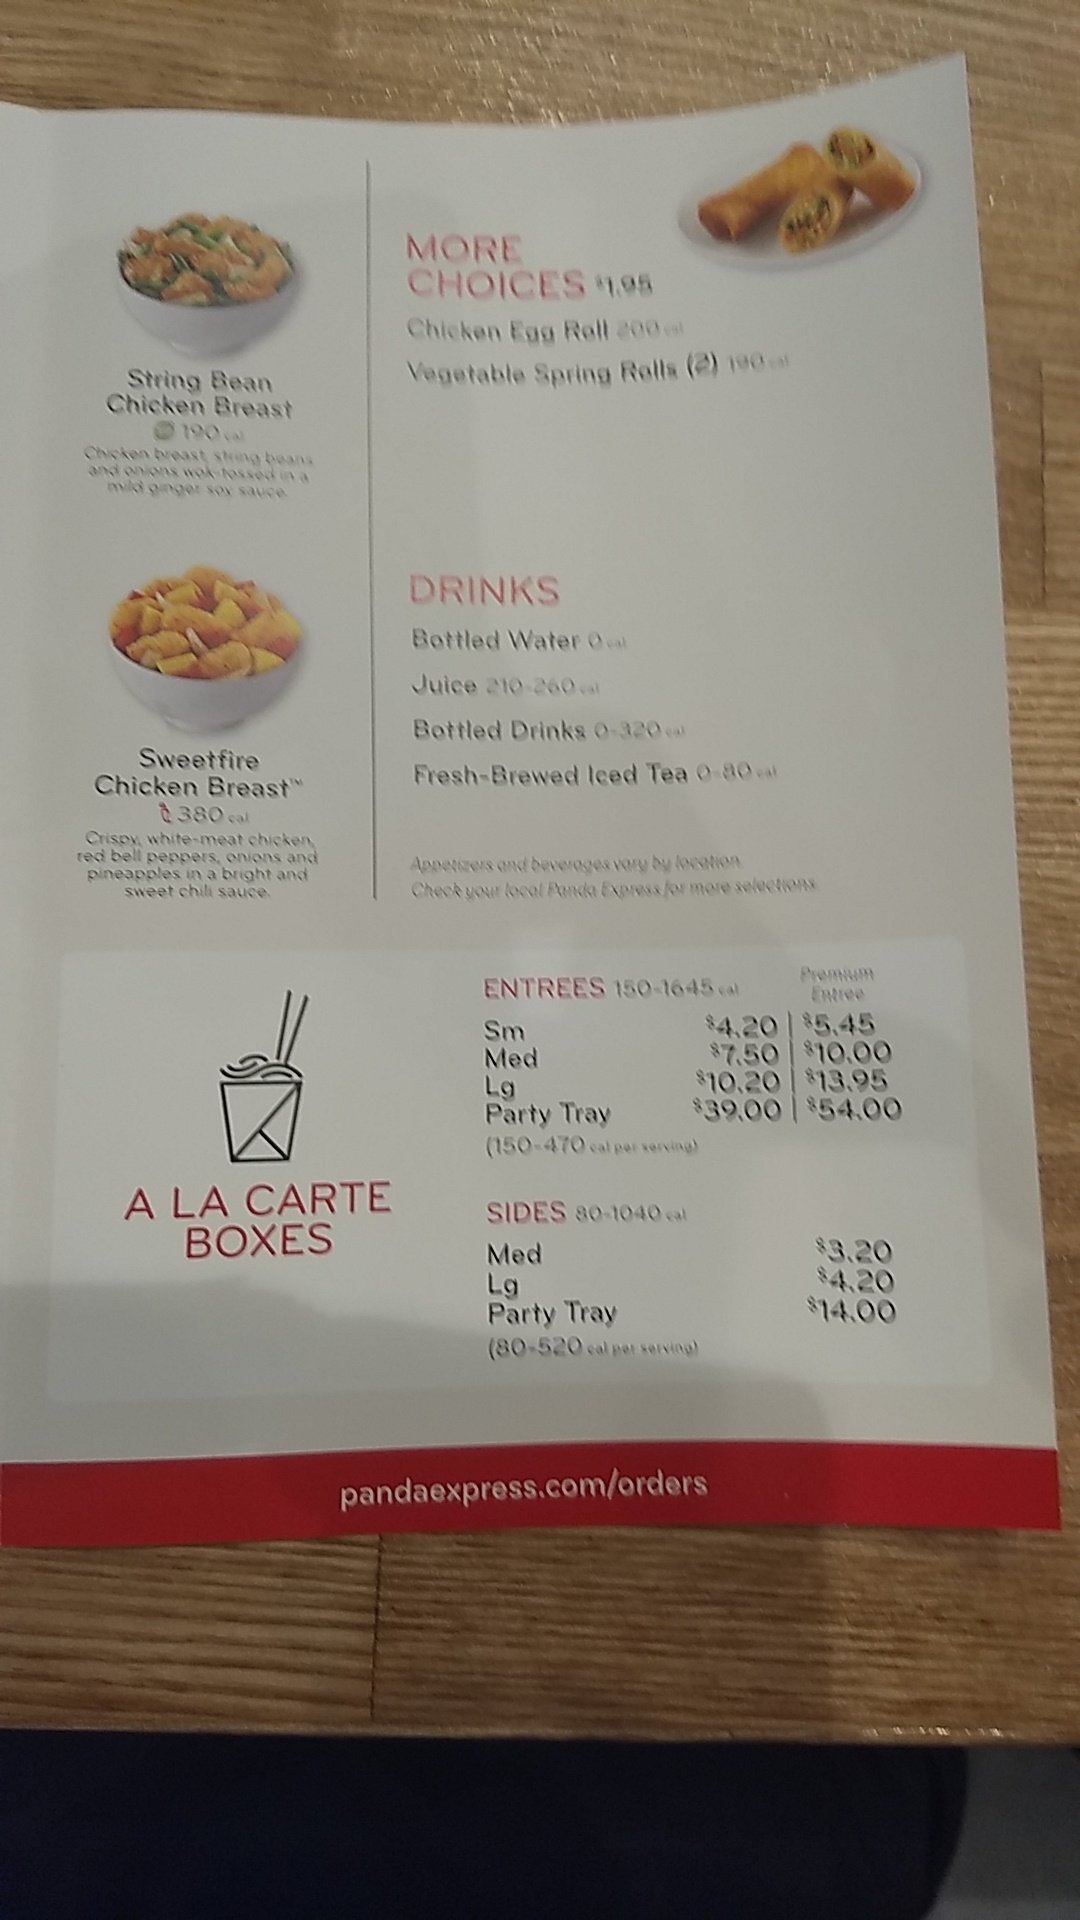 String Bean
Chicken Breast
190 cal
Chicken breast, string beans
and onions wok-tossed in a
mild ginger soy sauce.
Sweetfire
Chicken Breast™
380 cal
Crispy, white-meat chicken,
red bell peppers, onions and
pineapples in a bright and
sweet chili sauce.
MORE
CHOICES $1.95
Chicken Egg Roll 200 cal
Vegetable Spring Rolls (2) 190 cal
DRINKS
Bottled Water 0 cal
Juice 210-260 cal
Bottled Drinks 0-320 cal
Fresh-Brewed Iced Tea 0-80 cal
Appetizers and beverages vary by location.
Check your local Panda Express for more selections.
A LA CARTE
BOXES
ENTREES 150-1645 cal
Premium
Entree
Sm $4.20 | $5.45
Med $7.50 | $10.00
Lg $10.20 | $13.95
Party Tray $39.00 | $54.00
(150-470 cal per serving)
SIDES 80-1040 cal
Med $3.20
Lg $4.20
Party Tray $14.00
(80-520 cal per serving)
pandaexpress.com/orders